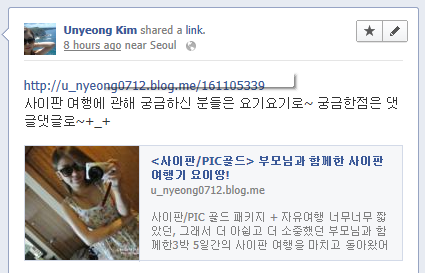 Unyeong Kim shared a link.
8 hours ago near Seoul
http://u_nyeong0712.blog.me/161105339
사이판 여행에 관해 궁금하신 분들은 요기요기로~ 궁금한점은 댓
글댓글로~+_+
<사이판/PIC골드> 부모님과 함께한 사이판
여행기 요이땅!
u_nyeong0712.blog.me
사이판/PIC 골드 패키지 + 자유여행 너무너무 짧
았던, 그래서 더 아쉽고 더 소중했던 부모님과 함
께한3박 5일간의 사이판 여행을 마치고 돌아왔어